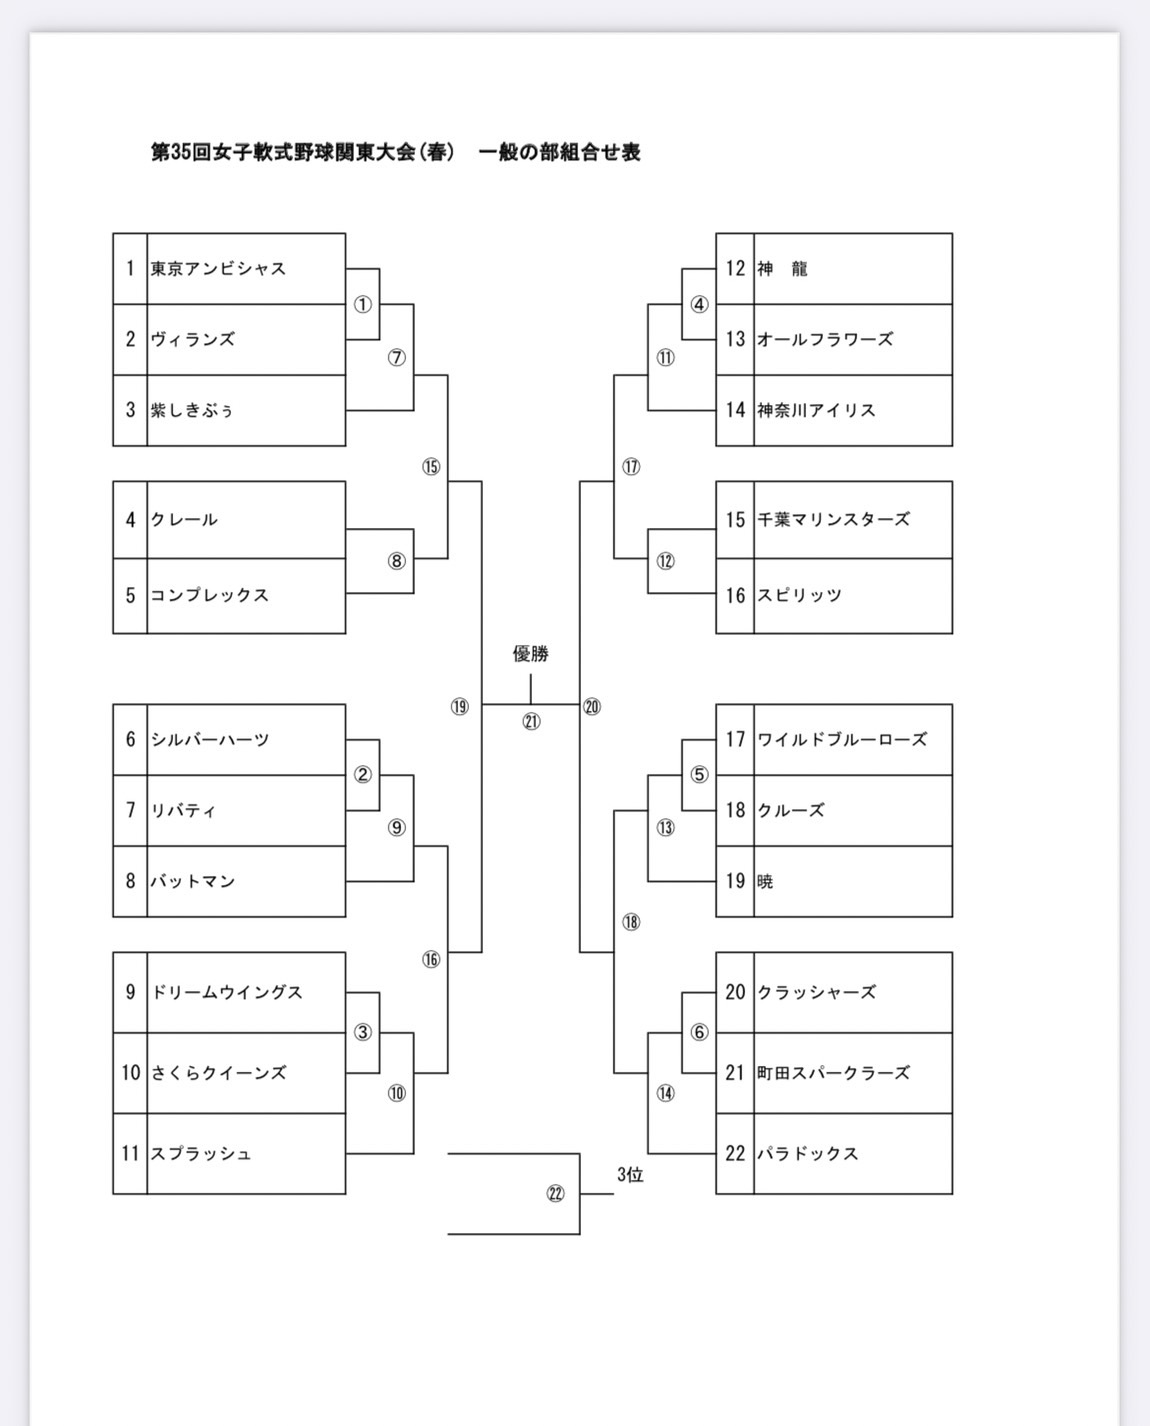 第35回女子軟式野球関東大会(春)　一般の部組合せ表
1 東京アンビシャス
2 ヴィランズ
3 紫しきぶぅ
4 クレール
5 コンプレックス
6 シルバーハーツ
7 リバティ
8 バットマン
9 ドリームウイングス
10 さくらクイーンズ
11 スプラッシュ
①
②
③
⑦
⑧
⑨
⑩
⑮
⑯
⑲
優勝
㉑
⑳
⑰
⑱
⑪
⑫
⑬
⑭
④
⑤
⑥
12 神　龍
13 オールフラワーズ
14 神奈川アイリス
15 千葉マリンスターズ
16 スピリッツ
17 ワイルドブルーローズ
18 クルーズ
19 暁
20 クラッシャーズ
21 町田スパークラーズ
22 パラドックス
㉒
3位